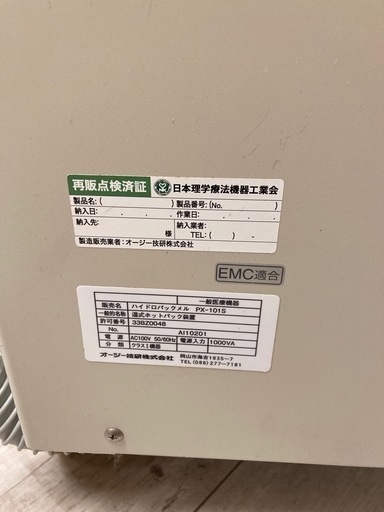 再販点検済証 日本理学療法機器工業会
製品名:( ) 製品番号:(No. )
納入日: . . . 作業日: . . .
納入先: 様 納入業者:
TEL:( ) -
製造販売業者：オージー技研株式会社
EMC適合
一般医療機器
販売名 ハイドロパックメル PX-101S
一般的名称 湿式ホットパック装置
許可番号 33BZ0048
No. AI10201
電源 AC100V 50/60Hz 電源入力 1000VA
分類 クラスⅠ機器
オージー技研株式会社 岡山市海吉1835-7
TEL (086)277-7181